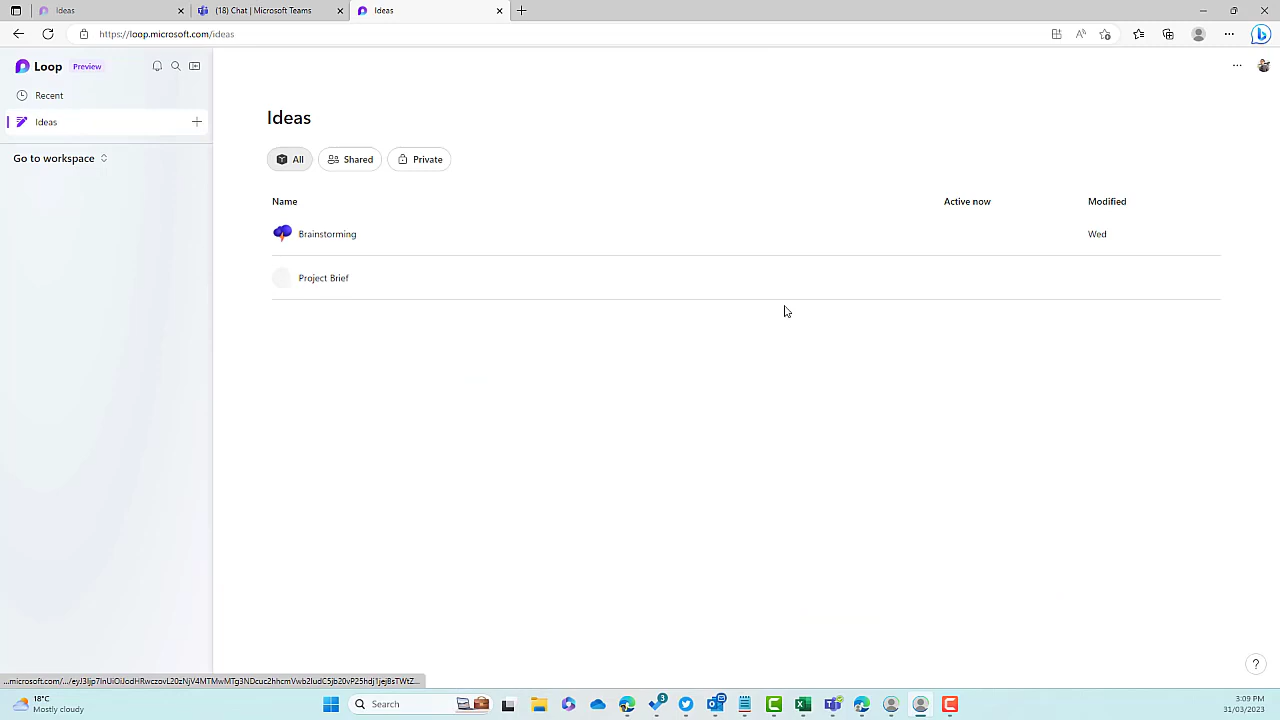 Ideas
(18) Chat | Microsoft Teams
Ideas
https://loop.microsoft.com/ideas
Loop
Preview
Recent
Ideas
Go to workspace
Ideas
All
Shared
Private
Name
Active now
Modified
Brainstorming
Wed
Project Brief
?
18°C
Mostly cloudy
Search
3
3:09 PM
31/03/2023